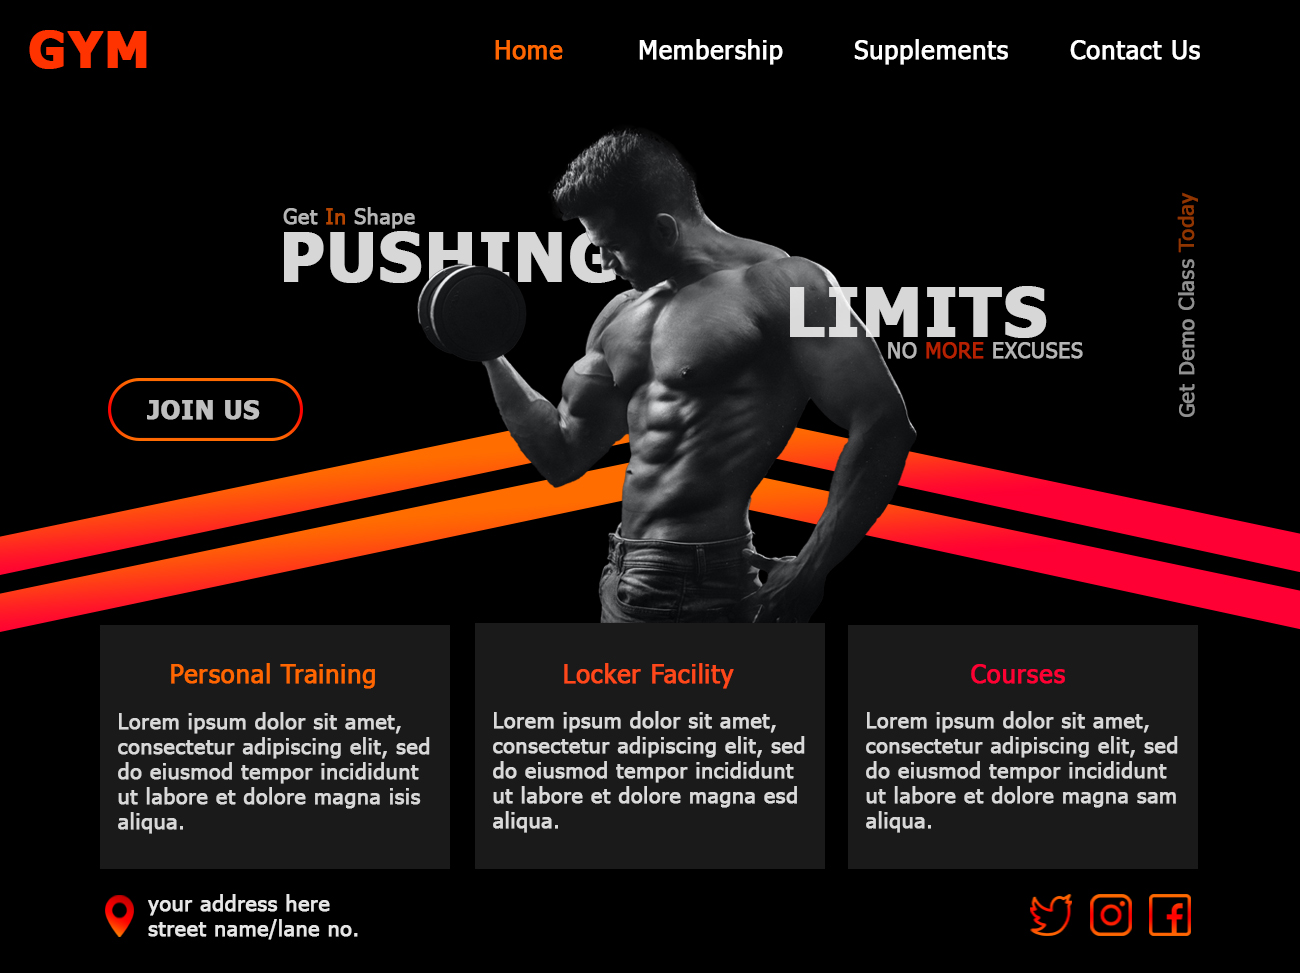 GYM
Home Membership Supplements Contact Us
Get In Shape
PUSHING
LIMITS
NO MORE EXCUSES
Get Demo Class Today
JOIN US
Personal Training
Lorem ipsum dolor sit amet,
consectetur adipiscing elit, sed
do eiusmod tempor incididunt
ut labore et dolore magna isis
aliqua.
Locker Facility
Lorem ipsum dolor sit amet,
consectetur adipiscing elit, sed
do eiusmod tempor incididunt
ut labore et dolore magna esd
aliqua.
Courses
Lorem ipsum dolor sit amet,
consectetur adipiscing elit, sed
do eiusmod tempor incididunt
ut labore et dolore magna sam
aliqua.
your address here
street name/lane no.